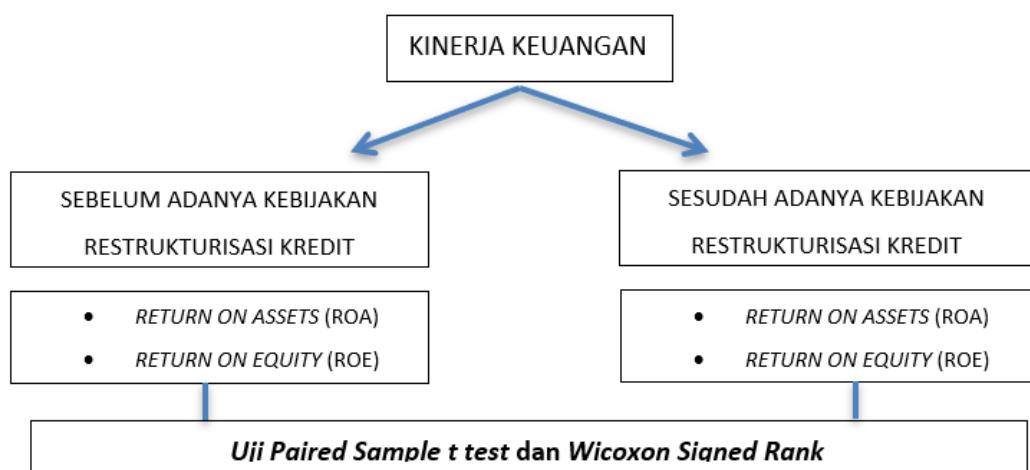 KINERJA KEUANGAN
SEBELUM ADANYA KEBIJAKAN
RESTRUKTURISASI KREDIT
• RETURN ON ASSETS (ROA)
• RETURN ON EQUITY (ROE)
SESUDAH ADANYA KEBIJAKAN
RESTRUKTURISASI KREDIT
• RETURN ON ASSETS (ROA)
• RETURN ON EQUITY (ROE)
Uji Paired Sample t test dan Wicoxon Signed Rank